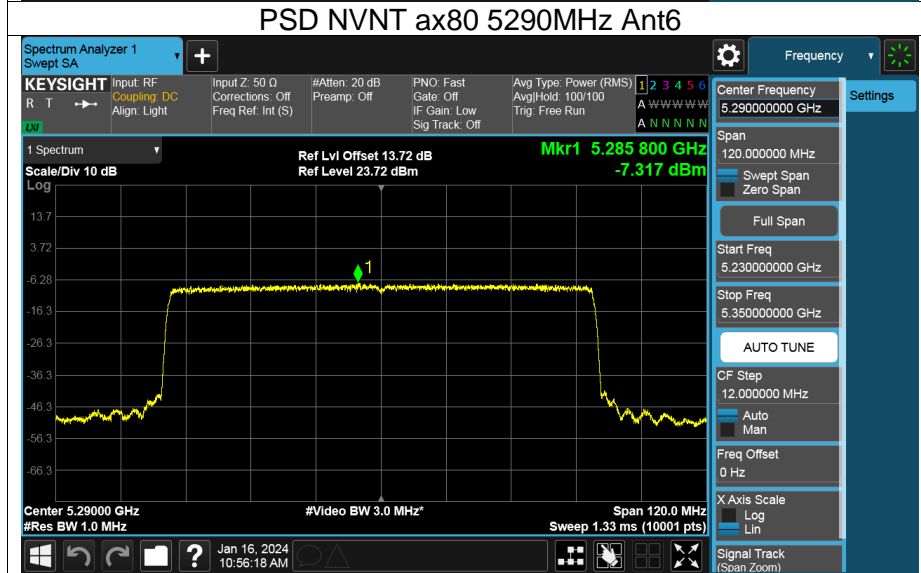 PSD NVNT ax80 5290MHz Ant6
Spectrum Analyzer 1
Swept SA
+
Frequency
KEYSIGHT
R T
LXI
Input: RF
Coupling: DC
Align: Light
Input Z: 50 Ω
Corrections: Off
Freq Ref: Int (S)
#Atten: 20 dB
Preamp: Off
PNO: Fast
Gate: Off
IF Gain: Low
Sig Track: Off
Avg Type: Power (RMS)
Avg|Hold: 100/100
Trig: Free Run
1 2 3 4 5 6
A W W W W W
A N N N N N
1 Spectrum
Scale/Div 10 dB
Log
Ref Lvl Offset 13.72 dB
Ref Level 23.72 dBm
Mkr1 5.285 800 GHz
-7.317 dBm
13.7
3.72
-6.28
-16.3
-26.3
-36.3
-46.3
-56.3
-66.3
1
Center 5.29000 GHz
#Res BW 1.0 MHz
#Video BW 3.0 MHz*
Span 120.0 MHz
Sweep 1.33 ms (10001 pts)
Center Frequency
5.290000000 GHz
Settings
Span
120.000000 MHz
Swept Span
Zero Span
Full Span
Start Freq
5.230000000 GHz
Stop Freq
5.350000000 GHz
AUTO TUNE
CF Step
12.000000 MHz
Auto
Man
Freq Offset
0 Hz
X Axis Scale
Log
Lin
Signal Track
(Span Zoom)
?
Jan 16, 2024
10:56:18 AM